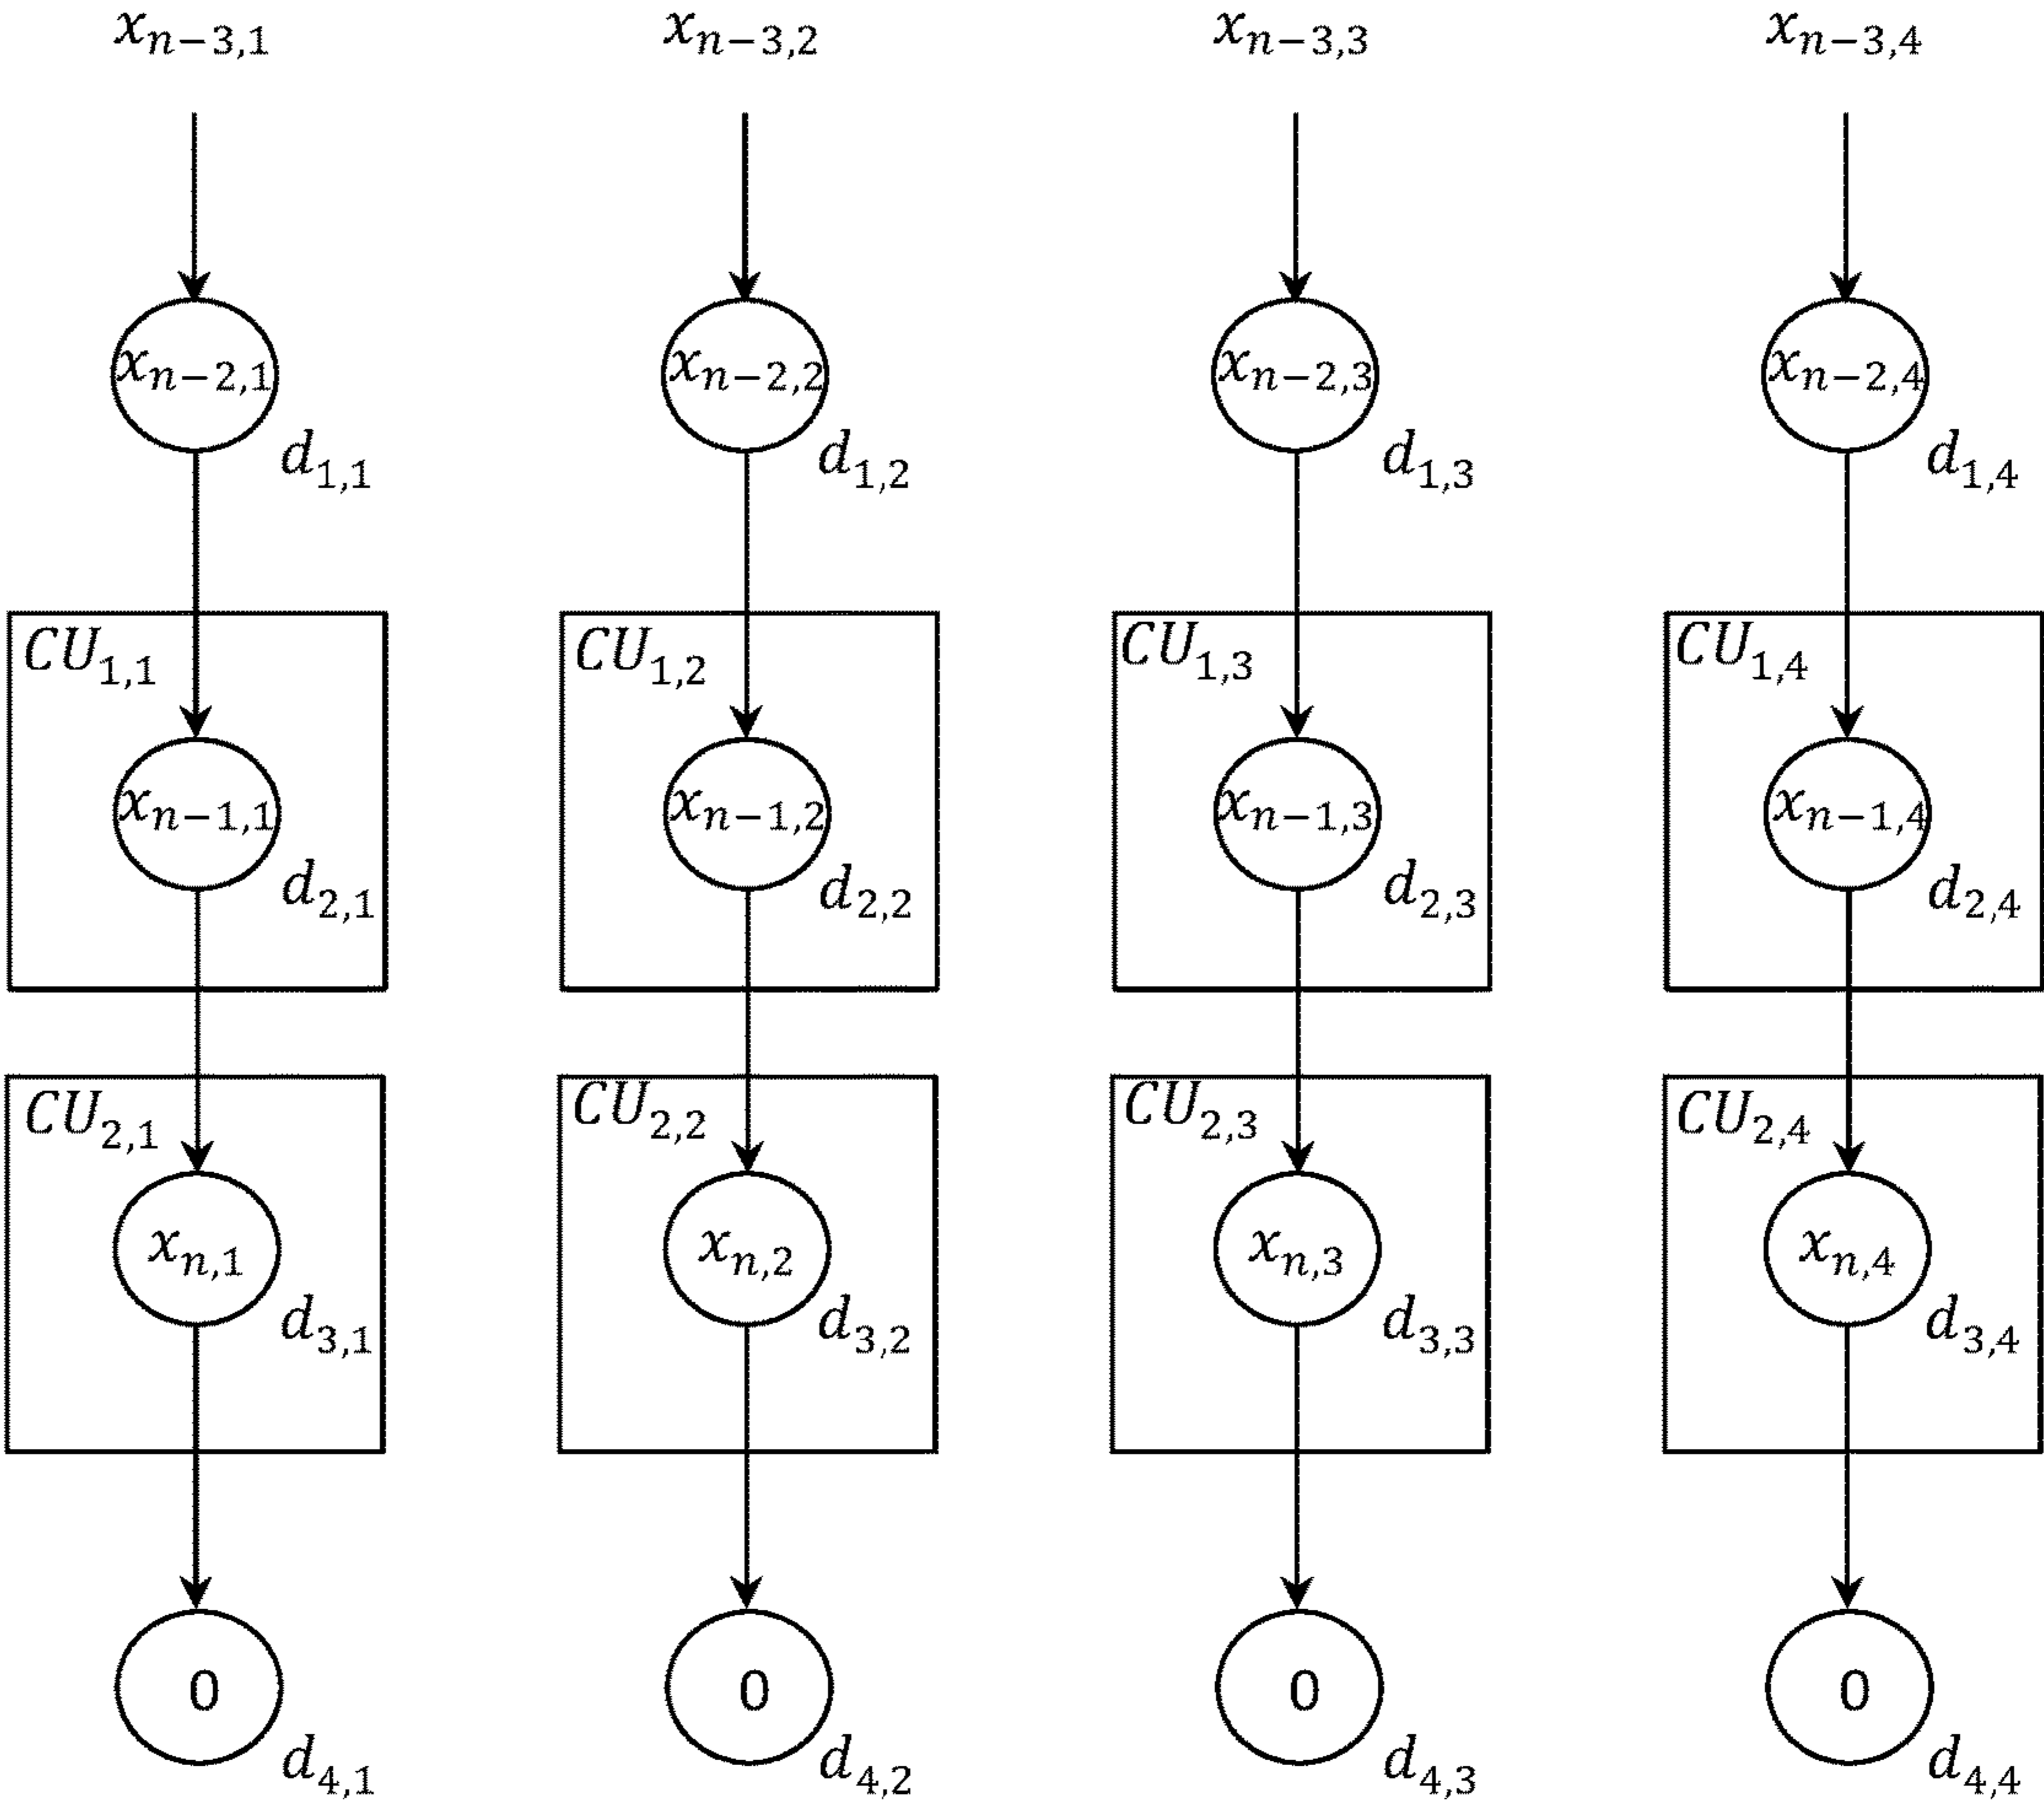 x_{n-3,1} x_{n-3,2} x_{n-3,3} x_{n-3,4}
x_{n-2,1} x_{n-2,2} x_{n-2,3} x_{n-2,4}
d_{1,1} d_{1,2} d_{1,3} d_{1,4}
CU_{1,1} CU_{1,2} CU_{1,3} CU_{1,4}
x_{n-1,1} x_{n-1,2} x_{n-1,3} x_{n-1,4}
d_{2,1} d_{2,2} d_{2,3} d_{2,4}
CU_{2,1} CU_{2,2} CU_{2,3} CU_{2,4}
x_{n,1} x_{n,2} x_{n,3} x_{n,4}
d_{3,1} d_{3,2} d_{3,3} d_{3,4}
0 0 0 0
d_{4,1} d_{4,2} d_{4,3} d_{4,4}